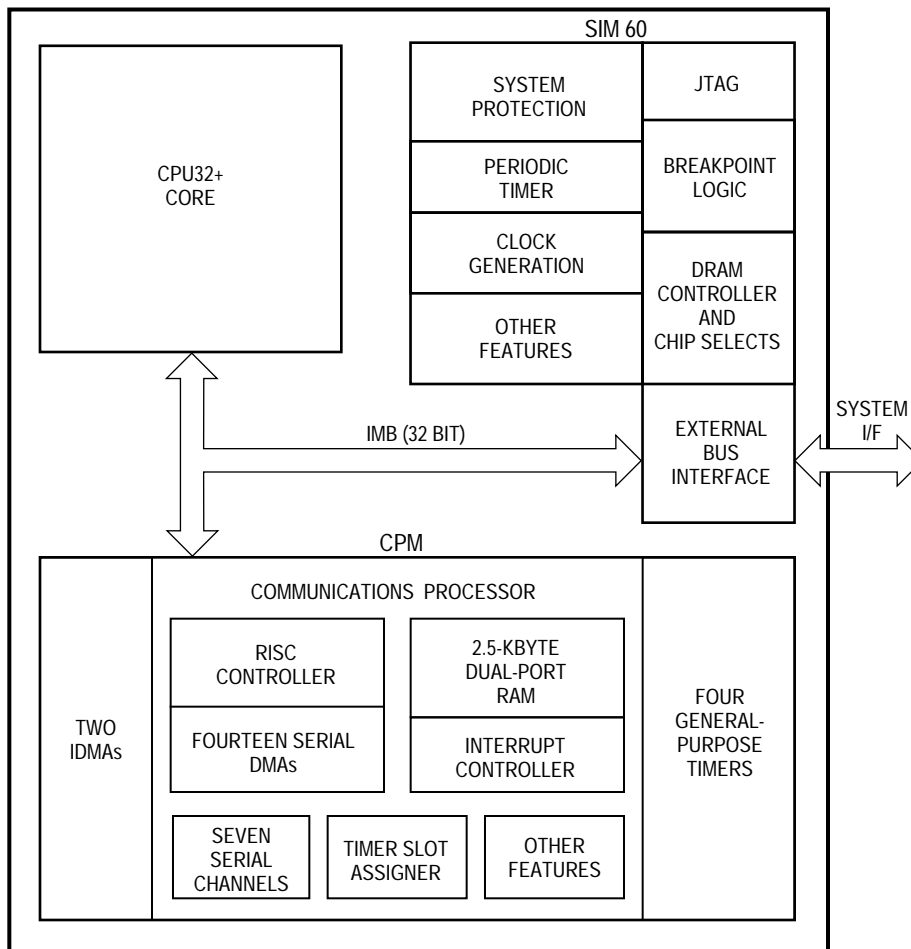 SIM 60
CPU32+
CORE
SYSTEM
PROTECTION
PERIODIC
TIMER
CLOCK
GENERATION
OTHER
FEATURES
JTAG
BREAKPOINT
LOGIC
DRAM
CONTROLLER
AND
CHIP SELECTS
EXTERNAL
BUS
INTERFACE
SYSTEM
I/F
IMB (32 BIT)
CPM
TWO
IDMAs
COMMUNICATIONS PROCESSOR
RISC
CONTROLLER
FOURTEEN SERIAL
DMAs
2.5-KBYTE
DUAL-PORT
RAM
INTERRUPT
CONTROLLER
SEVEN
SERIAL
CHANNELS
TIMER SLOT
ASSIGNER
OTHER
FEATURES
FOUR
GENERAL-
PURPOSE
TIMERS